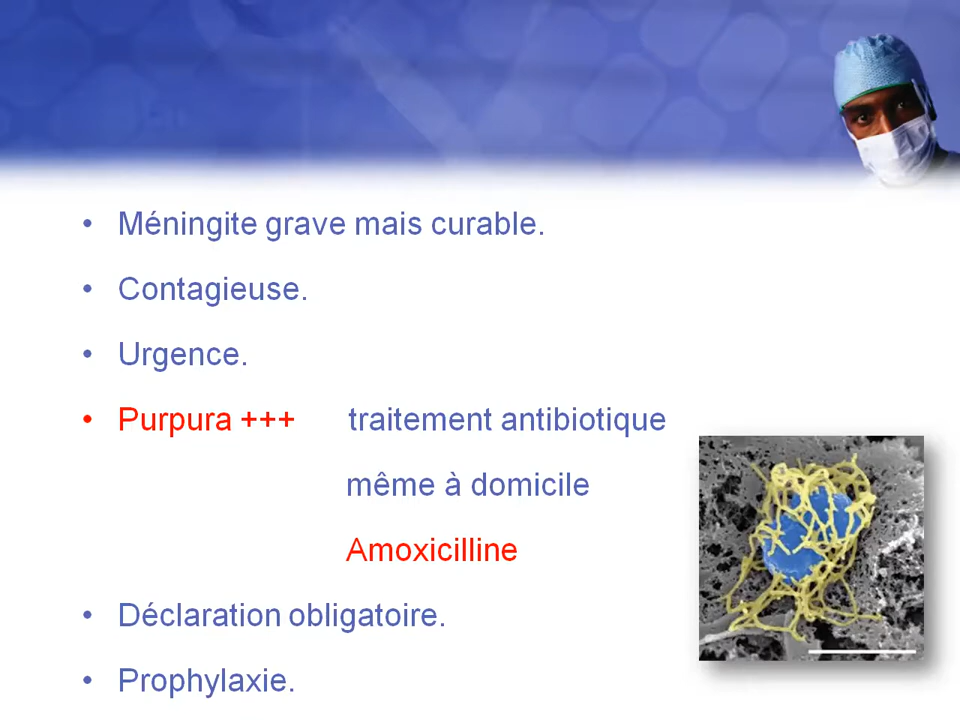 • Méningite grave mais curable.
• Contagieuse.
• Urgence.
• Purpura +++ traitement antibiotique
même à domicile
Amoxicilline
• Déclaration obligatoire.
• Prophylaxie.